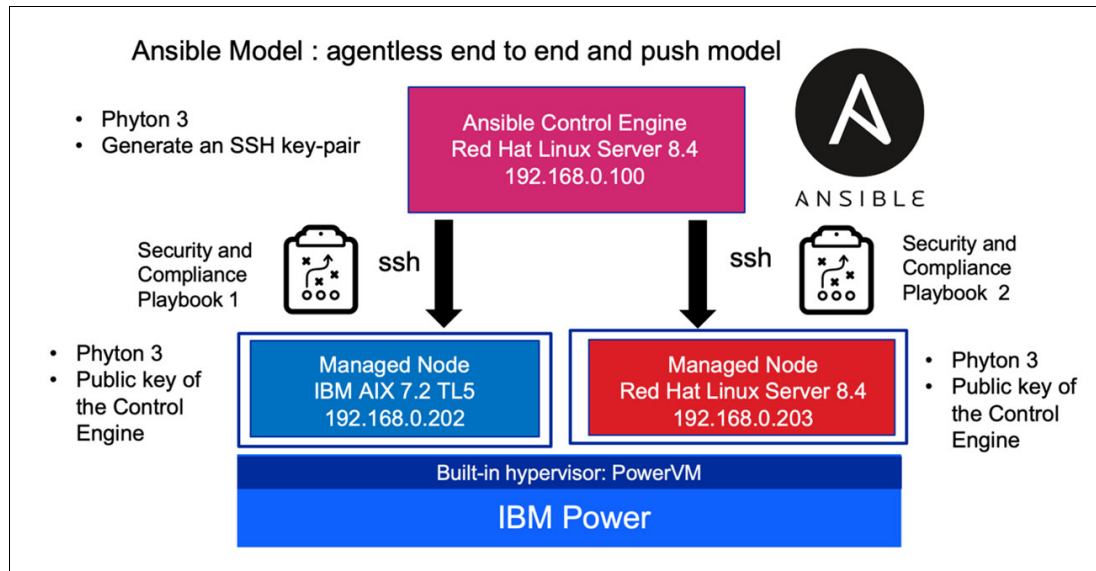 Ansible Model : agentless end to end and push model
• Phyton 3
• Generate an SSH key-pair
Ansible Control Engine
Red Hat Linux Server 8.4
192.168.0.100
ANSIBLE
Security and
Compliance
Playbook 1
ssh
ssh
Security and
Compliance
Playbook 2
• Phyton 3
• Public key of
the Control
Engine
Managed Node
IBM AIX 7.2 TL5
192.168.0.202
Managed Node
Red Hat Linux Server 8.4
192.168.0.203
• Phyton 3
• Public key of
the Control
Engine
Built-in hypervisor: PowerVM
IBM Power